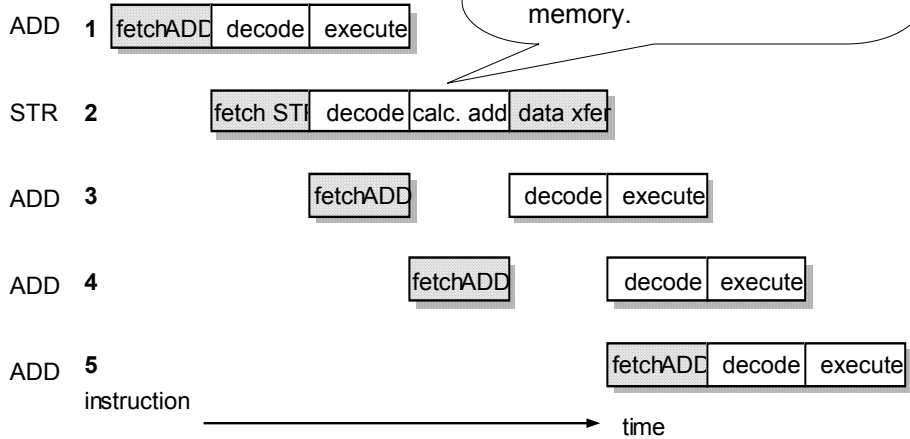 memory.
ADD 1 fetchADD decode execute
STR 2 fetch STR decode calc. add data xfer
ADD 3 fetchADD decode execute
ADD 4 fetchADD decode execute
ADD 5 fetchADD decode execute
instruction
time